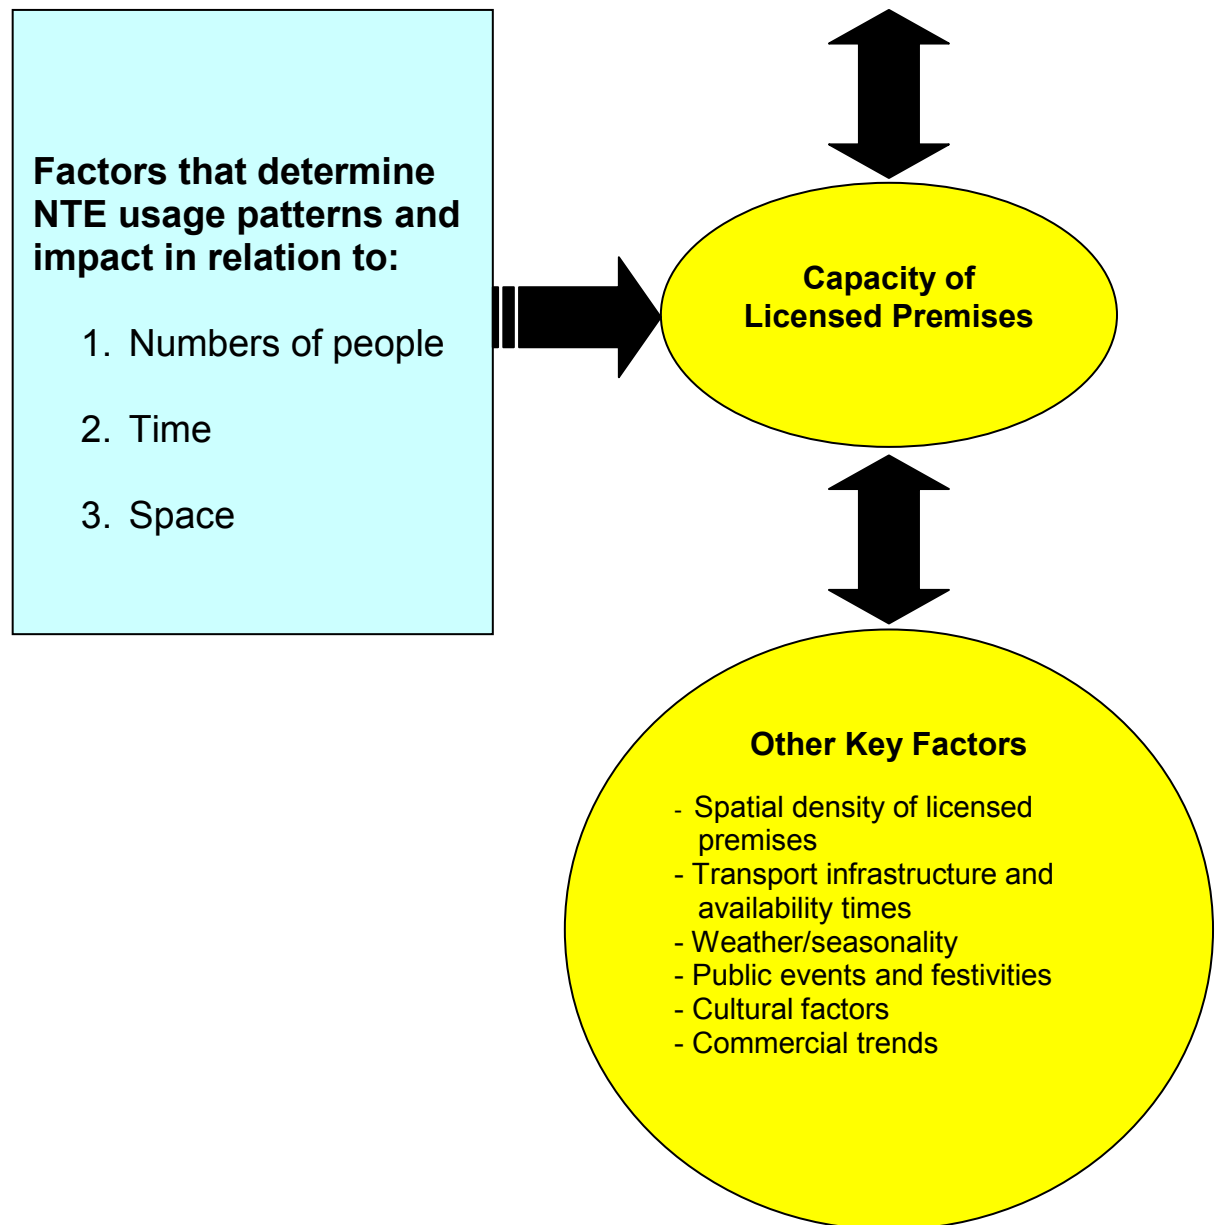 Factors that determine
NTE usage patterns and
impact in relation to:
1. Numbers of people
2. Time
3. Space
Capacity of
Licensed Premises
Other Key Factors
- Spatial density of licensed
premises
- Transport infrastructure and
availability times
- Weather/seasonality
- Public events and festivities
- Cultural factors
- Commercial trends